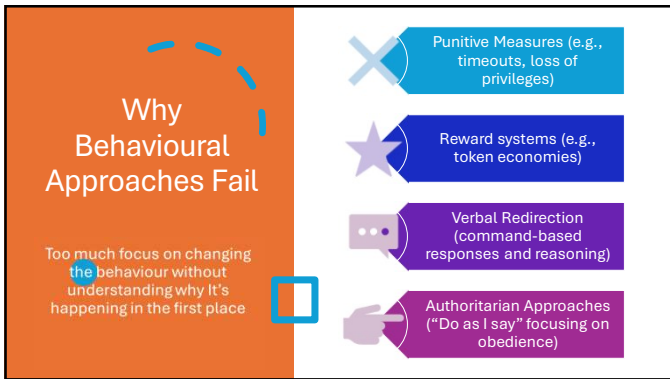 Why
Behavioural
Approaches Fail
Too much focus on changing
the behaviour without
understanding why It's
happening in the first place
Punitive Measures (e.g.,
timeouts, loss of
privileges)
Reward systems (e.g.,
token economies)
Verbal Redirection
(command-based
responses and reasoning)
Authoritarian Approaches
(“Do as I say” focusing on
obedience)